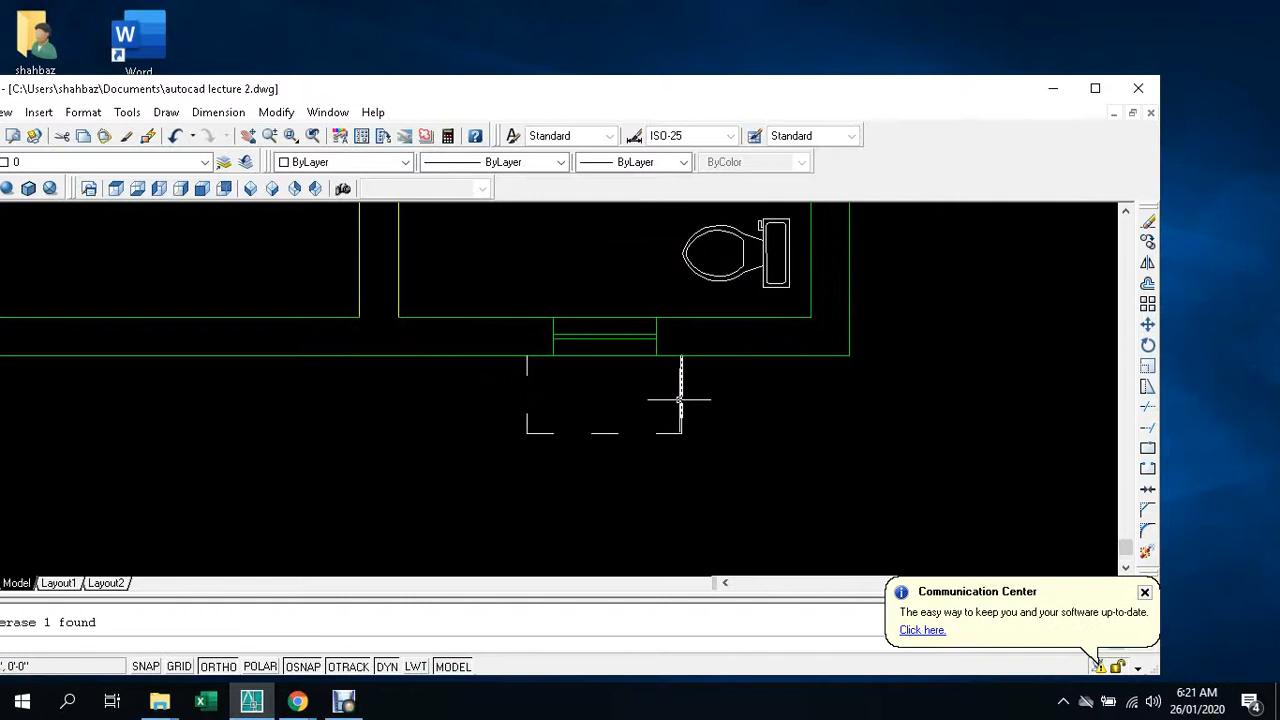 shahbaz
Word
- [C:\Users\shahbaz\Documents\autocad lecture 2.dwg]
ew Insert Format Tools Draw Dimension Modify Window Help
Standard ISO-25 Standard
0 ByLayer ByLayer ByLayer ByColor
Model Layout1 Layout2
Communication Center
The easy way to keep you and your software up-to-date.
Click here.
erase 1 found
', 0'-0" SNAP GRID ORTHO POLAR OSNAP OTRACK DYN LWT MODEL
6:21 AM
26/01/2020
4